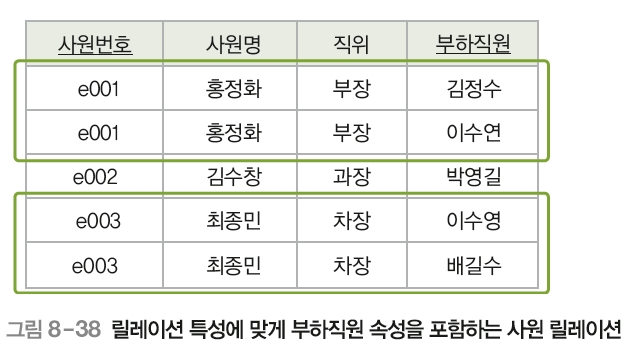 사원번호 사원명 직위 부하직원
e001 홍정화 부장 김정수
e001 홍정화 부장 이수연
e002 김수창 과장 박영길
e003 최종민 차장 이수영
e003 최종민 차장 배길수
그림 8-38 릴레이션 특성에 맞게 부하직원 속성을 포함하는 사원 릴레이션